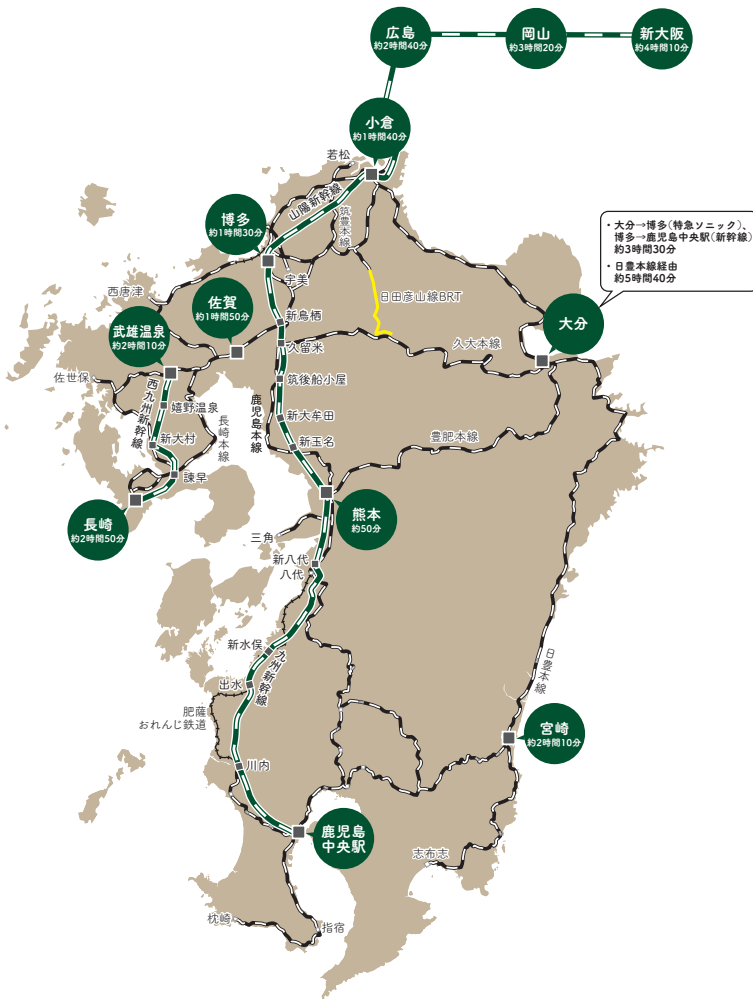 広島
約2時間40分
岡山
約3時間20分
新大阪
約4時間10分
小倉
約1時間40分
若松
山陽新幹線
筑豊本線
博多
約1時間30分
・大分→博多(特急ソニック)、
博多→鹿児島中央駅(新幹線)
約3時間30分
・日豊本線経由
約5時間40分
宇美
西唐津
日田彦山線BRT
佐賀
約1時間50分
大分
新鳥栖
武雄温泉
約2時間10分
久留米
久大本線
佐世保
筑後船小屋
西九州新幹線
嬉野温泉
長崎本線
鹿児島本線
新大牟田
新大村
新玉名
豊肥本線
諫早
長崎
約2時間50分
熊本
約50分
三角
新八代
八代
新水俣
九州新幹線
日豊本線
出水
肥薩
おれんじ鉄道
宮崎
約2時間10分
川内
鹿児島
中央駅
志布志
枕崎
指宿